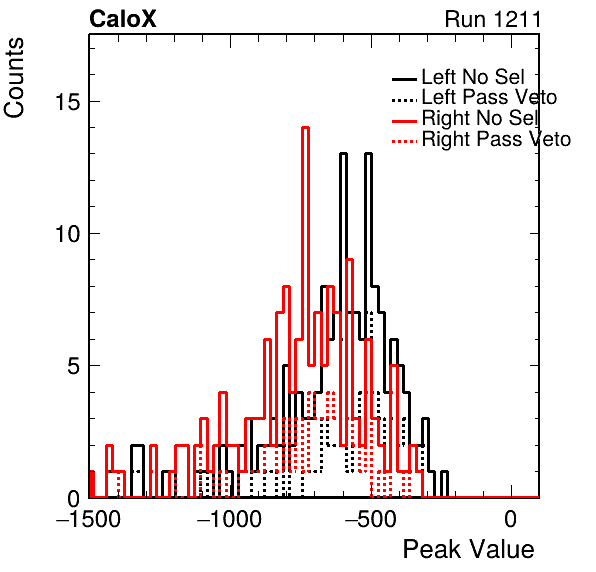 CaloX Run 1211
Counts
Left No Sel
Left Pass Veto
Right No Sel
Right Pass Veto
15
10
5
0
−1500 −1000 −500 0
Peak Value